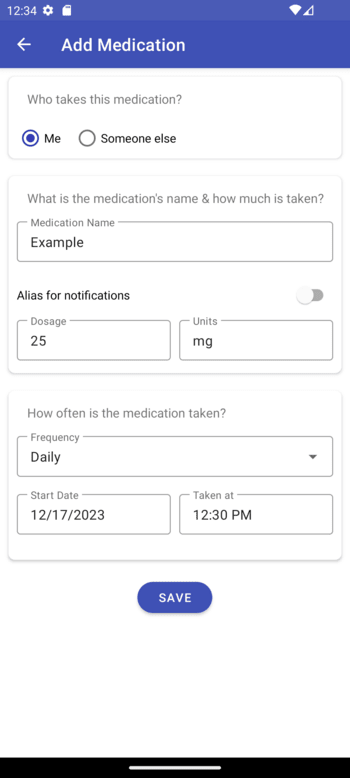 12:34
Add Medication
Who takes this medication?
Me
Someone else
What is the medication's name & how much is taken?
Medication Name
Example
Alias for notifications
Dosage
Units
25
mg
How often is the medication taken?
Frequency
Daily
Start Date
Taken at
12/17/2023
12:30 PM
SAVE